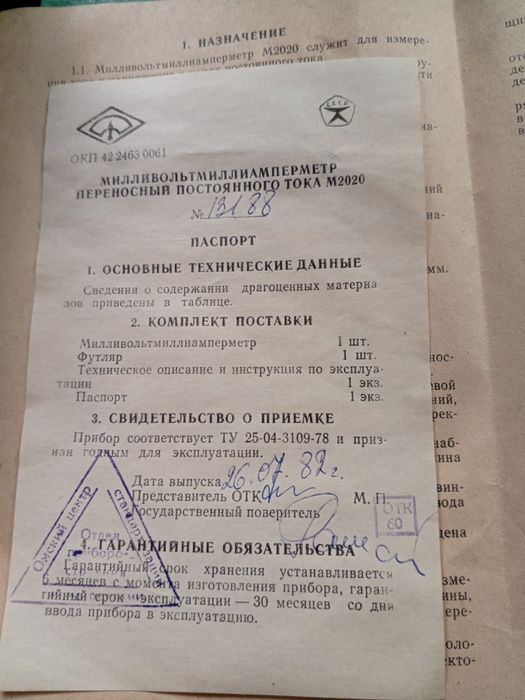 1. НАЗНАЧЕНИЕ
1.1. Милливольтмиллиамперметр М2020 служит для измере-
ОКП 42 2463 0061
МИЛЛИВОЛЬТМИЛЛИАМПЕРМЕТР
ПЕРЕНОСНЫЙ ПОСТОЯННОГО ТОКА М2020
№ 13188
ПАСПОРТ
1. ОСНОВНЫЕ ТЕХНИЧЕСКИЕ ДАННЫЕ
Сведения о содержании драгоценных материа-
лов приведены в таблице.
2. КОМПЛЕКТ ПОСТАВКИ
Милливольтмиллиамперметр 1 шт.
Футляр 1 шт.
Техническое описание и инструкция по эксплуа-
тации 1 экз.
Паспорт 1 экз.
3. СВИДЕТЕЛЬСТВО О ПРИЕМКЕ
Прибор соответствует ТУ 25-04-3109-78 и приз-
нан годным для эксплуатации.
Дата выпуска 26.07.82г.
Представитель ОТК М. П.
Государственный поверитель
ОТК
60
Омский центр
стандартизации
Отдел
приборо-
4. ГАРАНТИЙНЫЕ ОБЯЗАТЕЛЬСТВА
Гарантийный срок хранения устанавливается
6 месяцев с момента изготовления прибора, гаран-
тийный срок эксплуатации — 30 месяцев со дня
ввода прибора в эксплуатацию.